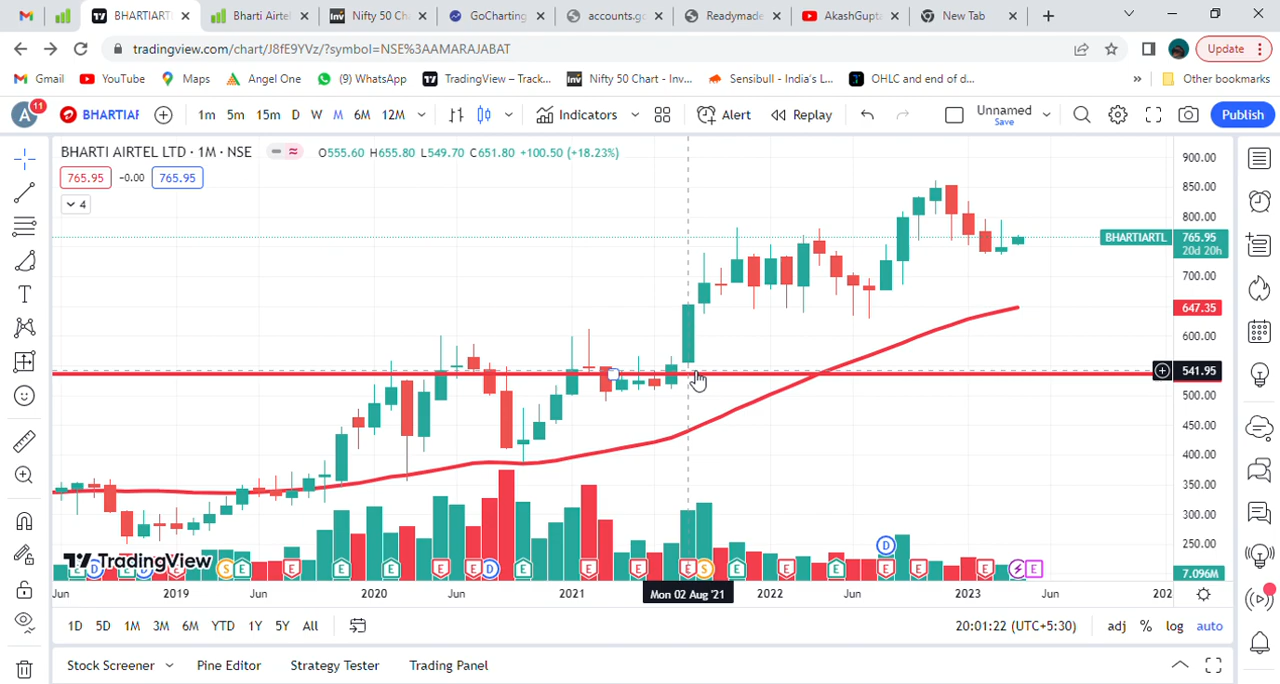 BHARTIART
Bharti Airtel
Nifty 50 Ch
GoCharting
accounts.go
Readymade
AkashGupta
New Tab
tradingview.com/chart/J8fE9YVz/?symbol=NSE%3AAMARAJABAT
Update
Gmail
YouTube
Maps
Angel One
(9) WhatsApp
TradingView – Track...
Nifty 50 Chart - Inv...
Sensibull - India's L...
OHLC and end of d...
»
Other bookmarks
A
11
BHARTIAR
1m
5m
15m
D
W
M
6M
12M
Indicators
Alert
Replay
Unnamed
Save
Publish
BHARTI AIRTEL LTD · 1M · NSE
O555.60 H655.80 L549.70 C651.80 +100.50 (+18.23%)
765.95
-0.00
765.95
4
900.00
850.00
800.00
BHARTIARTL
765.95
20d 20h
700.00
647.35
600.00
541.95
500.00
450.00
400.00
350.00
300.00
250.00
7.096M
TradingView
Jun
2019
Jun
2020
Jun
2021
Mon 02 Aug '21
2022
Jun
2023
Jun
202
1D
5D
1M
3M
6M
YTD
1Y
5Y
All
20:01:22 (UTC+5:30)
adj
%
log
auto
Stock Screener
Pine Editor
Strategy Tester
Trading Panel